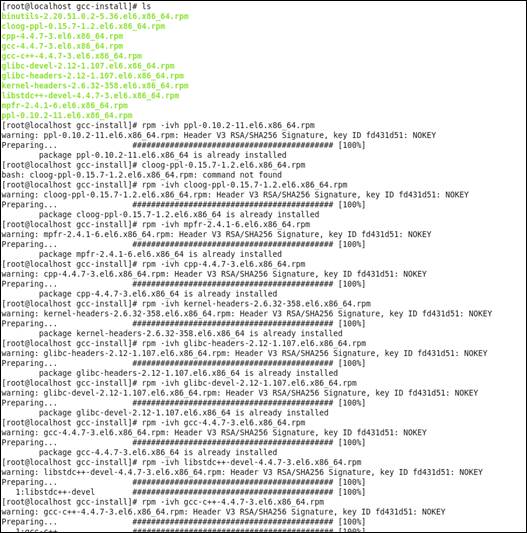 [root@localhost gcc-install]# ls
binutils-2.20.51.0.2-5.36.el6.x86_64.rpm
cloog-ppl-0.15.7-1.2.el6.x86_64.rpm
cpp-4.4.7-3.el6.x86_64.rpm
gcc-4.4.7-3.el6.x86_64.rpm
gcc-c++-4.4.7-3.el6.x86_64.rpm
glibc-devel-2.12-1.107.el6.x86_64.rpm
glibc-headers-2.12-1.107.el6.x86_64.rpm
kernel-headers-2.6.32-358.el6.x86_64.rpm
libstdc++-devel-4.4.7-3.el6.x86_64.rpm
mpfr-2.4.1-6.el6.x86_64.rpm
ppl-0.10.2-11.el6.x86_64.rpm
[root@localhost gcc-install]# rpm -ivh ppl-0.10.2-11.el6.x86_64.rpm
warning: ppl-0.10.2-11.el6.x86_64.rpm: Header V3 RSA/SHA256 Signature, key ID fd431d51: NOKEY
Preparing... ########################################### [100%]
package ppl-0.10.2-11.el6.x86_64 is already installed
[root@localhost gcc-install]# cloog-ppl-0.15.7-1.2.el6.x86_64.rpm
bash: cloog-ppl-0.15.7-1.2.el6.x86_64.rpm: command not found
[root@localhost gcc-install]# rpm -ivh cloog-ppl-0.15.7-1.2.el6.x86_64.rpm
warning: cloog-ppl-0.15.7-1.2.el6.x86_64.rpm: Header V3 RSA/SHA256 Signature, key ID fd431d51: NOKEY
Preparing... ########################################### [100%]
package cloog-ppl-0.15.7-1.2.el6.x86_64 is already installed
[root@localhost gcc-install]# rpm -ivh mpfr-2.4.1-6.el6.x86_64.rpm
warning: mpfr-2.4.1-6.el6.x86_64.rpm: Header V3 RSA/SHA256 Signature, key ID fd431d51: NOKEY
Preparing... ########################################### [100%]
package mpfr-2.4.1-6.el6.x86_64 is already installed
[root@localhost gcc-install]# rpm -ivh cpp-4.4.7-3.el6.x86_64.rpm
warning: cpp-4.4.7-3.el6.x86_64.rpm: Header V3 RSA/SHA256 Signature, key ID fd431d51: NOKEY
Preparing... ########################################### [100%]
package cpp-4.4.7-3.el6.x86_64 is already installed
[root@localhost gcc-install]# rpm -ivh kernel-headers-2.6.32-358.el6.x86_64.rpm
warning: kernel-headers-2.6.32-358.el6.x86_64.rpm: Header V3 RSA/SHA256 Signature, key ID fd431d51: NOKEY
Preparing... ########################################### [100%]
package kernel-headers-2.6.32-358.el6.x86_64 is already installed
[root@localhost gcc-install]# rpm -ivh glibc-headers-2.12-1.107.el6.x86_64.rpm
warning: glibc-headers-2.12-1.107.el6.x86_64.rpm: Header V3 RSA/SHA256 Signature, key ID fd431d51: NOKEY
Preparing... ########################################### [100%]
package glibc-headers-2.12-1.107.el6.x86_64 is already installed
[root@localhost gcc-install]# rpm -ivh glibc-devel-2.12-1.107.el6.x86_64.rpm
warning: glibc-devel-2.12-1.107.el6.x86_64.rpm: Header V3 RSA/SHA256 Signature, key ID fd431d51: NOKEY
Preparing... ########################################### [100%]
package glibc-devel-2.12-1.107.el6.x86_64 is already installed
[root@localhost gcc-install]# rpm -ivh gcc-4.4.7-3.el6.x86_64.rpm
warning: gcc-4.4.7-3.el6.x86_64.rpm: Header V3 RSA/SHA256 Signature, key ID fd431d51: NOKEY
Preparing... ########################################### [100%]
package gcc-4.4.7-3.el6.x86_64 is already installed
[root@localhost gcc-install]# rpm -ivh libstdc++-devel-4.4.7-3.el6.x86_64.rpm
warning: libstdc++-devel-4.4.7-3.el6.x86_64.rpm: Header V3 RSA/SHA256 Signature, key ID fd431d51: NOKEY
Preparing... ########################################### [100%]
1:libstdc++-devel ########################################### [100%]
[root@localhost gcc-install]# rpm -ivh gcc-c++-4.4.7-3.el6.x86_64.rpm
warning: gcc-c++-4.4.7-3.el6.x86_64.rpm: Header V3 RSA/SHA256 Signature, key ID fd431d51: NOKEY
Preparing... ########################################### [100%]
1:gcc-c++ ########################################### [100%]